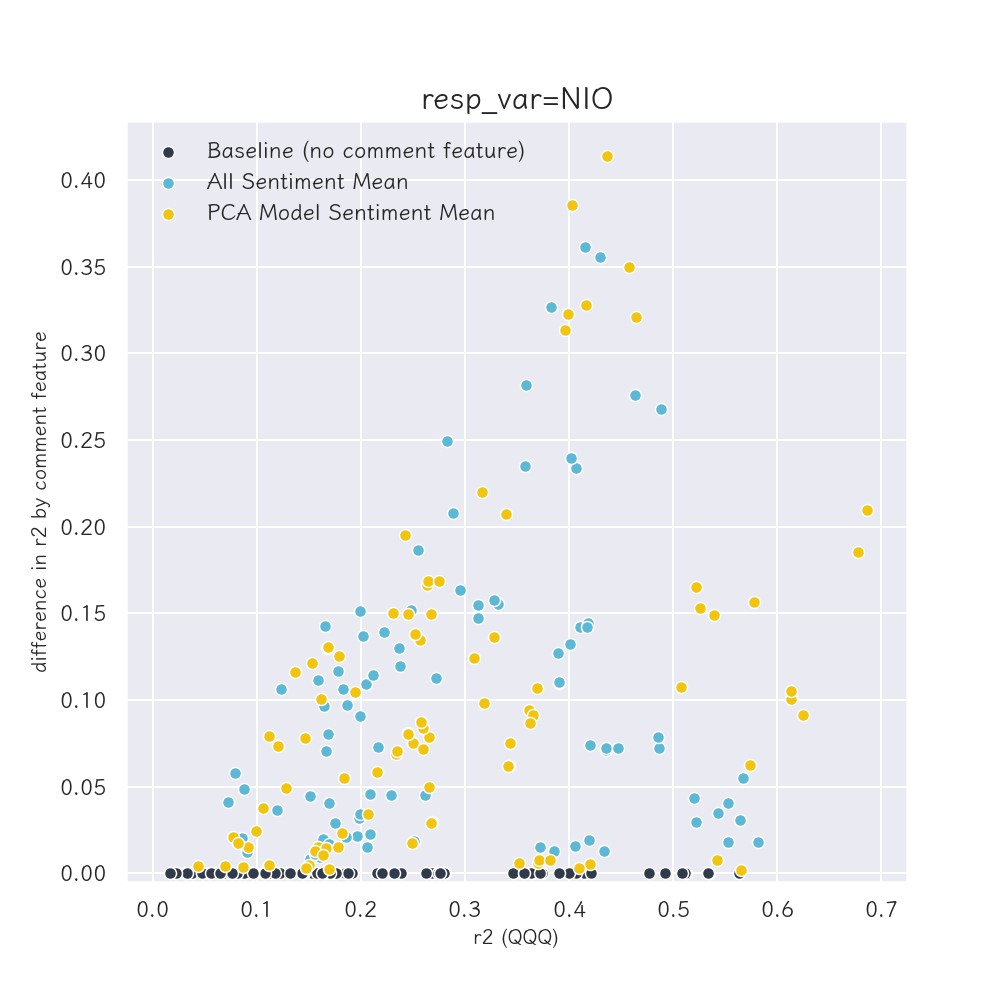 resp_var=NIO
Baseline (no comment feature)
All Sentiment Mean
PCA Model Sentiment Mean
difference in r2 by comment feature
0.40
0.35
0.30
0.25
0.20
0.15
0.10
0.05
0.00
0.0 0.1 0.2 0.3 0.4 0.5 0.6 0.7
r2 (QQQ)